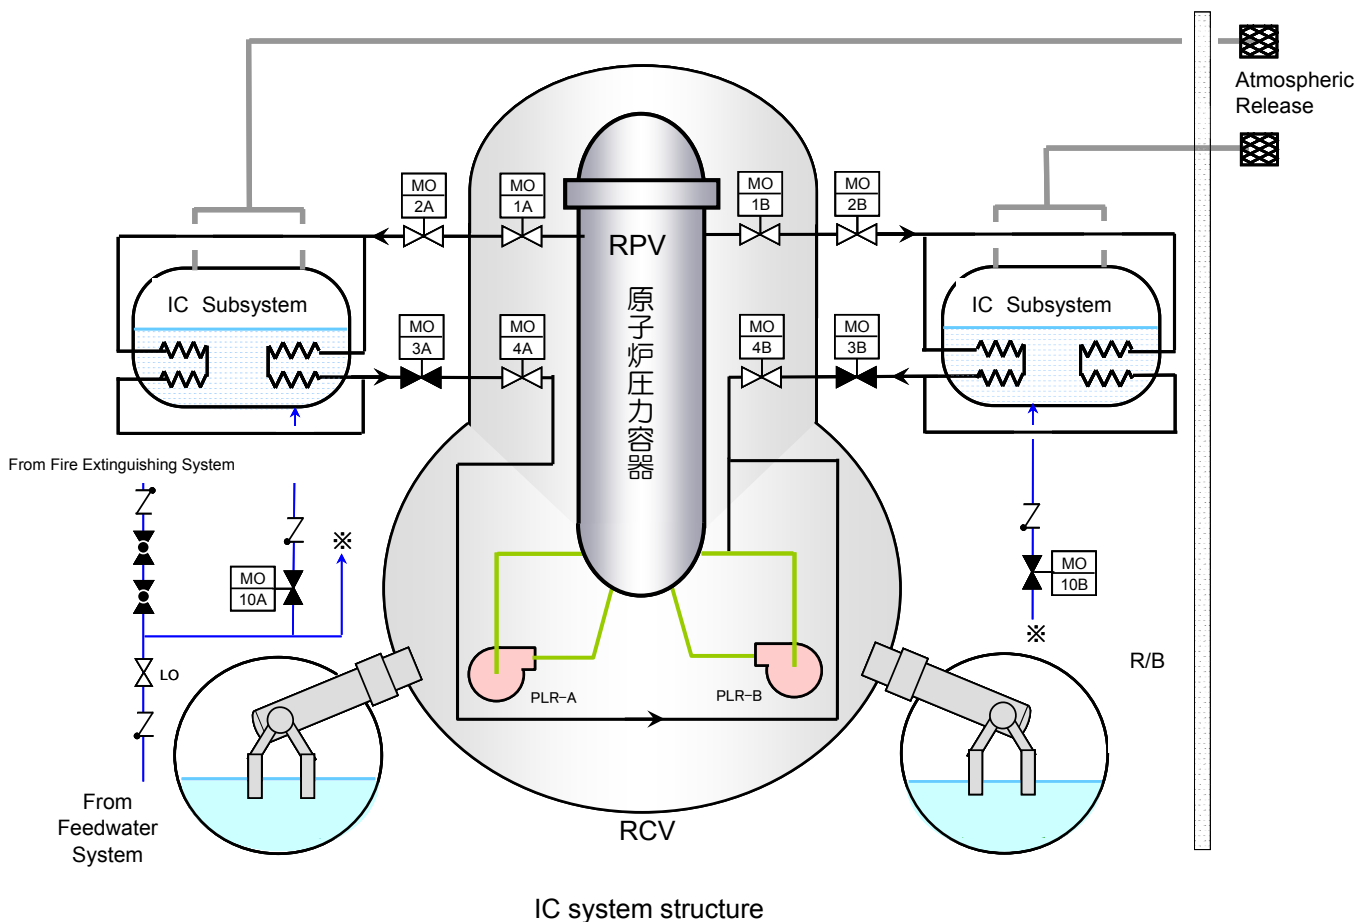 Atmospheric
Release
MO
2A
MO
1A
MO
1B
MO
2B
RPV
原子炉圧力容器
IC Subsystem
IC Subsystem
MO
3A
MO
4A
MO
4B
MO
3B
From Fire Extinguishing System
※
MO
10A
MO
10B
※
LO
R/B
PLR-A
PLR-B
From
Feedwater
System
RCV
IC system structure